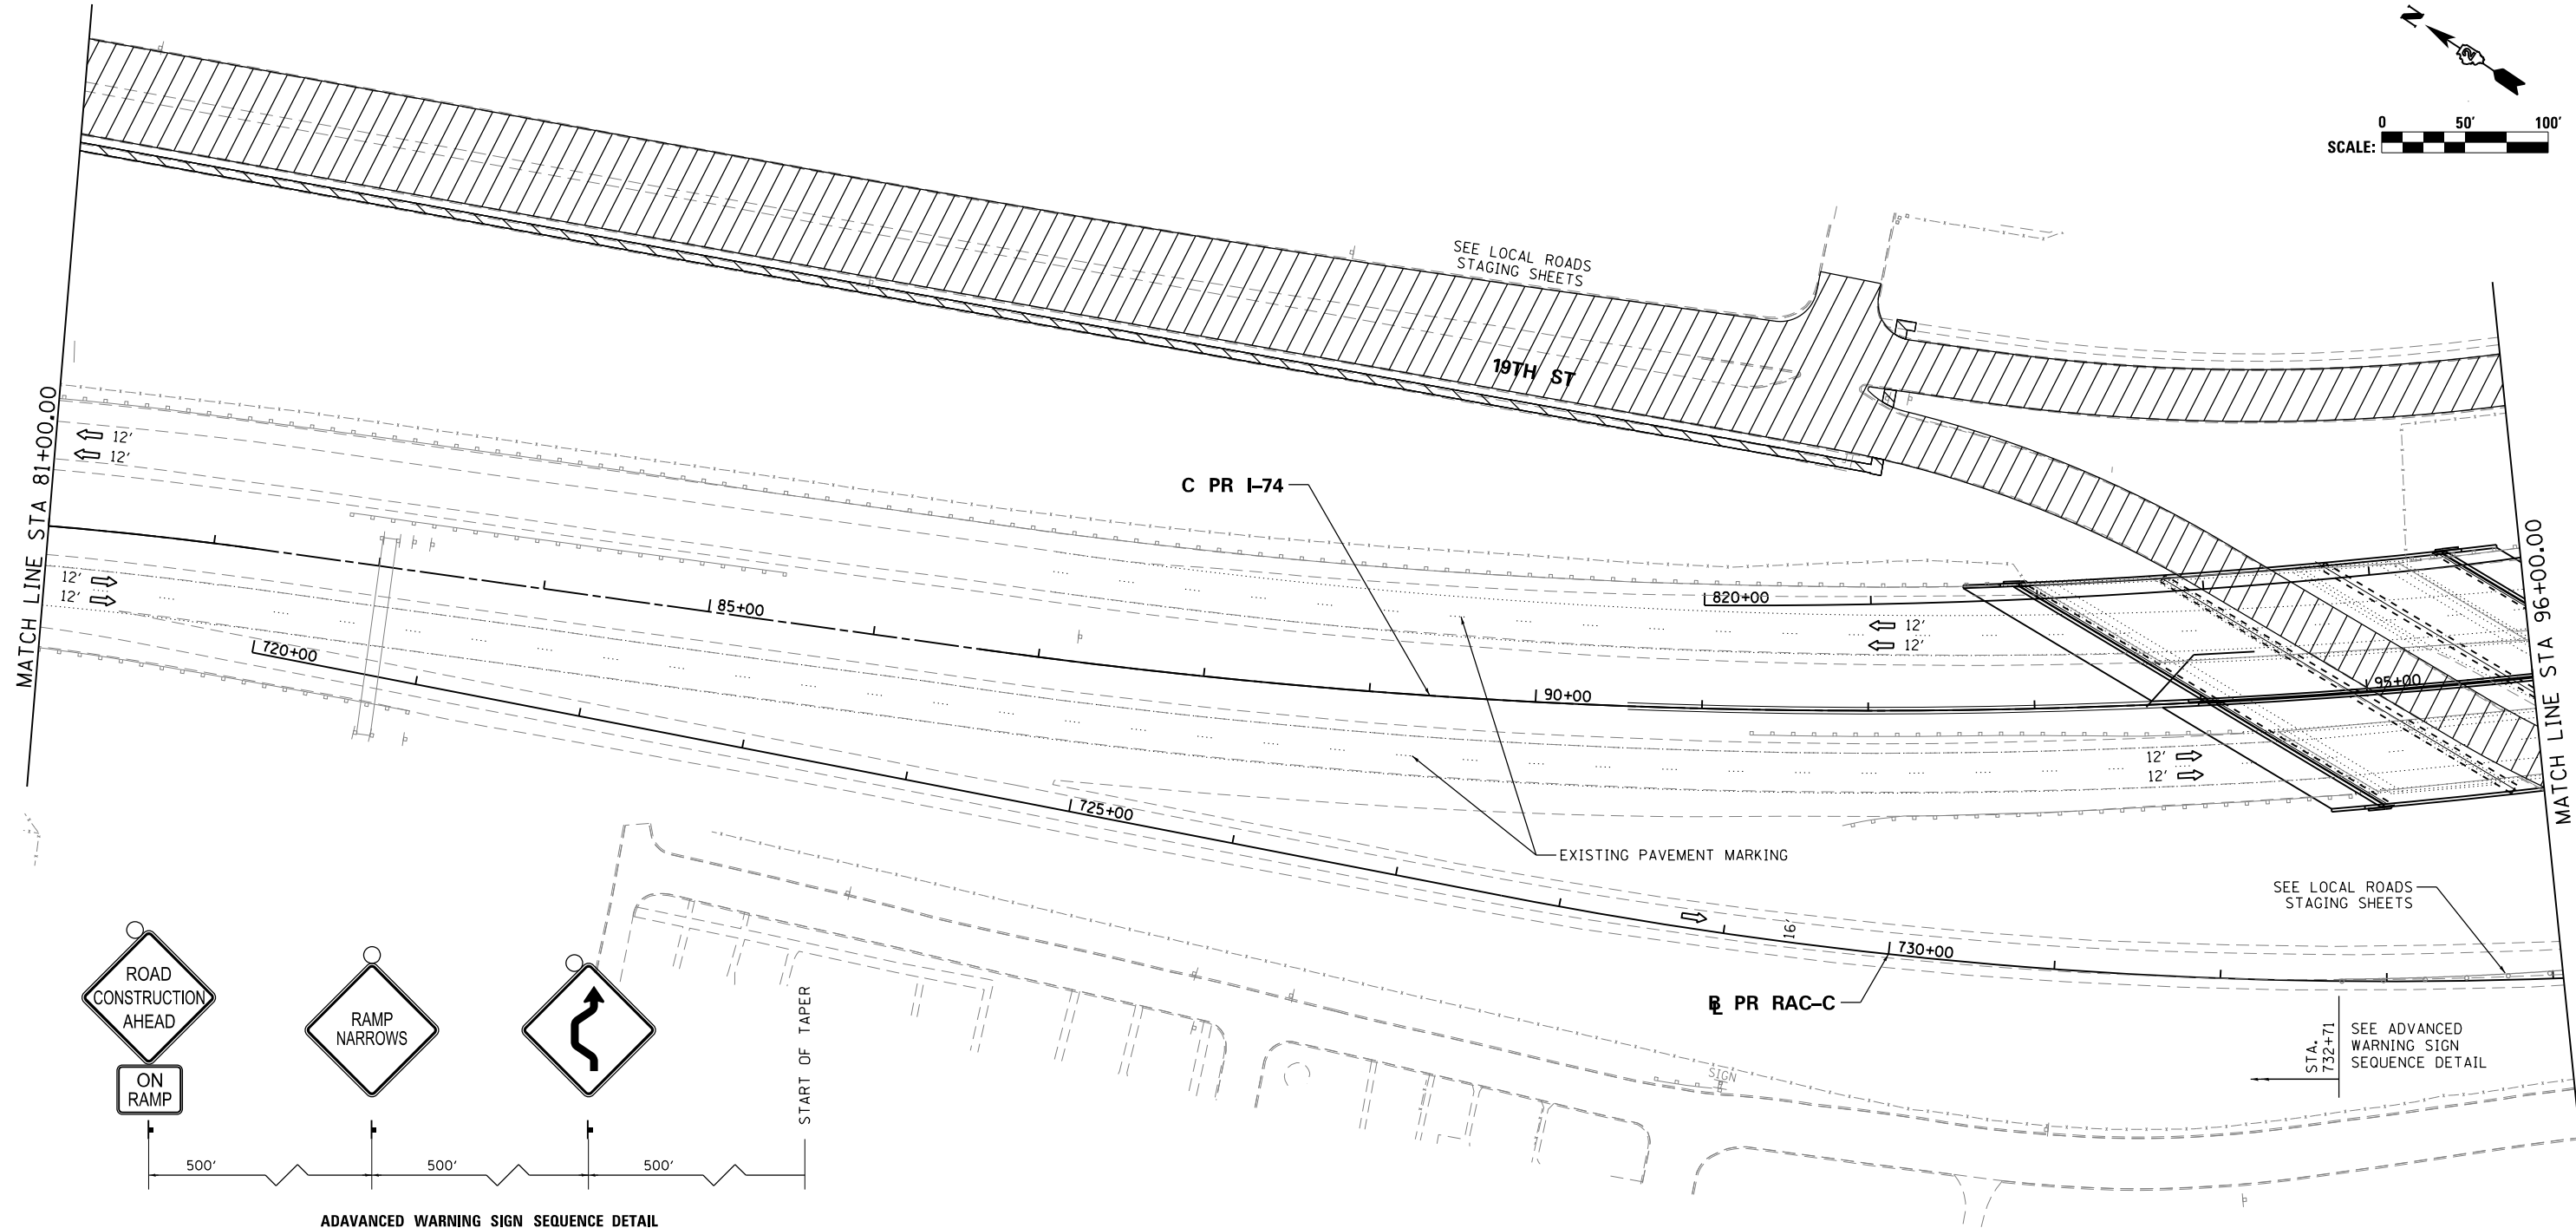 N
2
0 50' 100'
SCALE:
SEE LOCAL ROADS
STAGING SHEETS
19TH ST
MATCH LINE STA 81+00.00
12'
12'
C PR I-74
12'
12'
85+00
820+00
12'
12'
720+00
90+00
95+00
MATCH LINE STA 96+00.00
12'
12'
725+00
EXISTING PAVEMENT MARKING
SEE LOCAL ROADS
STAGING SHEETS
16'
730+00
BL PR RAC-C
STA.
732+71
SEE ADVANCED
WARNING SIGN
SEQUENCE DETAIL
SIGN
ROAD
CONSTRUCTION
AHEAD
ON
RAMP
RAMP
NARROWS
START OF TAPER
500'
500'
500'
ADAVANCED WARNING SIGN SEQUENCE DETAIL